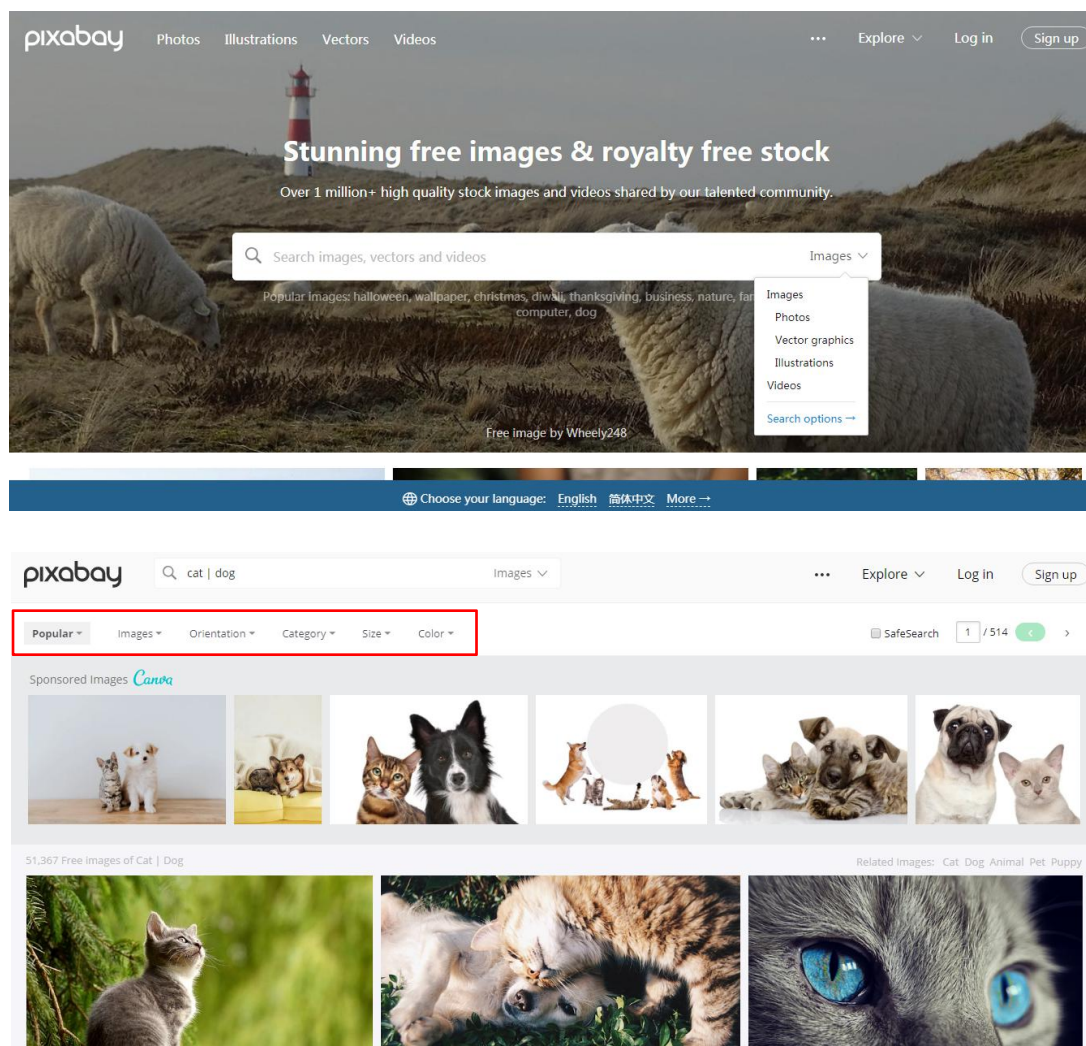 pixabay Photos Illustrations Vectors Videos ••• Explore Log in Sign up
Stunning free images & royalty free stock
Over 1 million+ high quality stock images and videos shared by our talented community.
Search images, vectors and videos Images
Popular images: halloween, wallpaper, christmas, diwali, thanksgiving, business, nature,
computer, dog
Images
Photos
Vector graphics
Illustrations
Videos
Search options →
Free image by Wheely248
Choose your language: English 简体中文 More →
pixabay cat | dog Images ••• Explore Log in Sign up
Popular Images Orientation Category Size Color SafeSearch 1 / 514
Sponsored Images Canva
51,367 Free images of Cat | Dog Related Images: Cat Dog Animal Pet Puppy